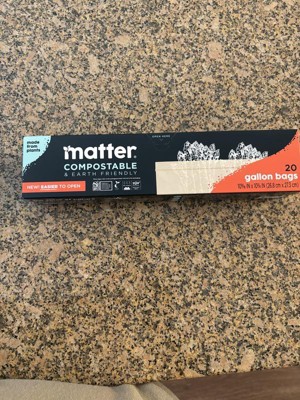 made from
plants
matter
COMPOSTABLE
& EARTH FRIENDLY
NEW! EASIER TO OPEN
20
gallon bags